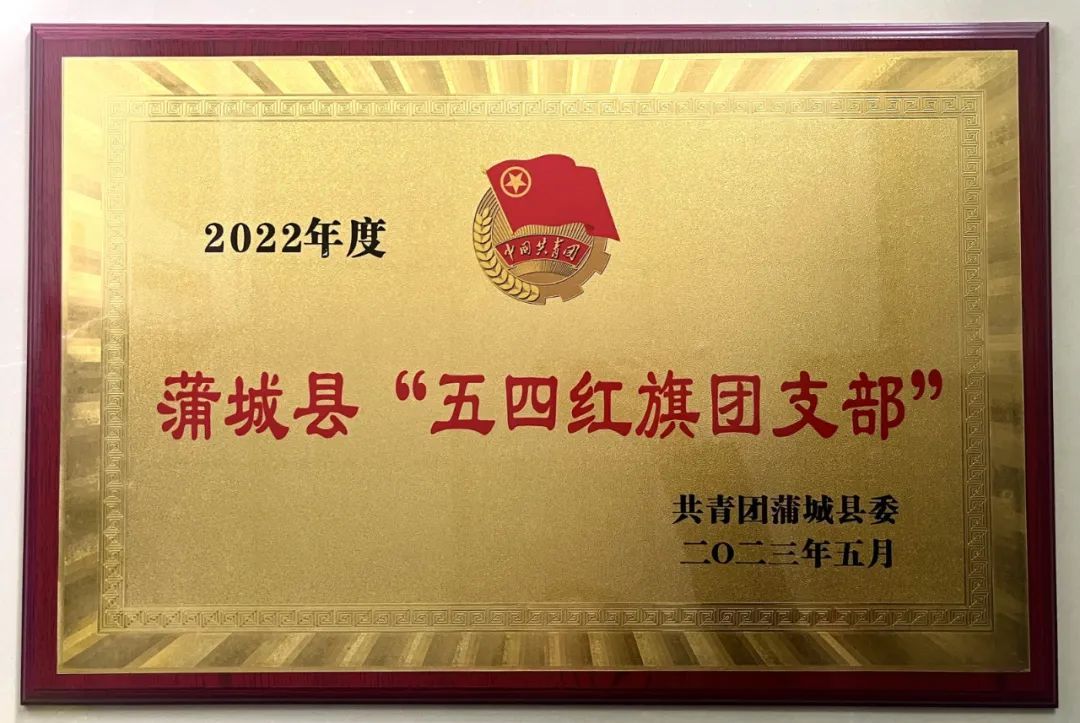 中国共青团
2022年度
蒲城县“五四红旗团支部”
共青团蒲城县委
二〇二三年五月